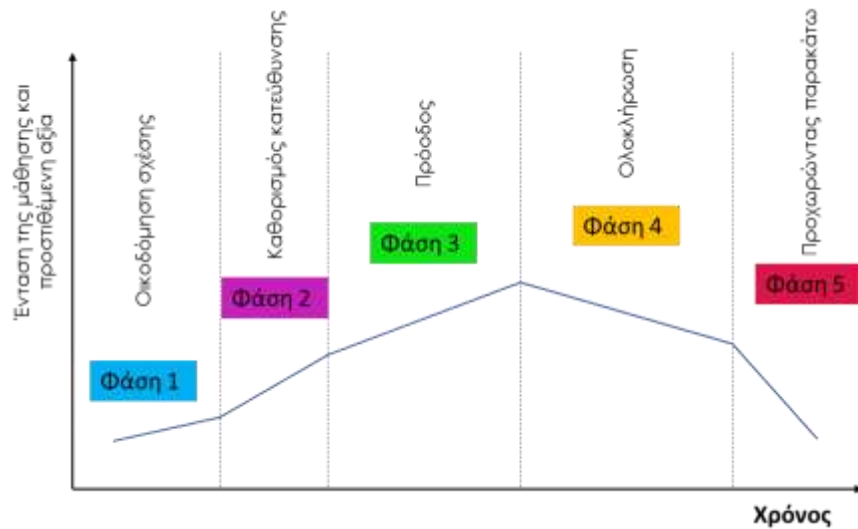 Ένταση της μάθησης και
προστιθέμενη αξία
Οικοδόμηση σχέσης
Καθορισμός κατεύθυνσης
Πρόοδος
Ολοκλήρωση
Προχωρώντας παρακάτω
Φάση 1
Φάση 2
Φάση 3
Φάση 4
Φάση 5
Χρόνος